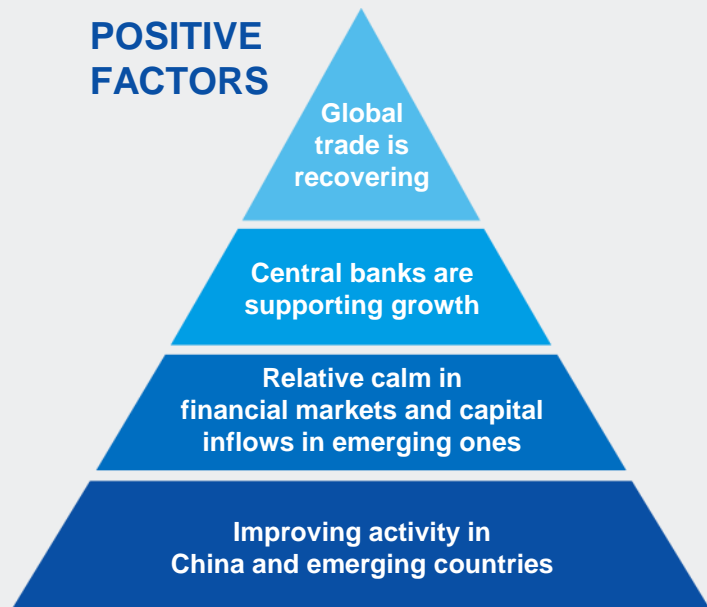 POSITIVE
FACTORS
Global
trade is
recovering
Central banks are
supporting growth
Relative calm in
financial markets and capital
inflows in emerging ones
Improving activity in
China and emerging countries